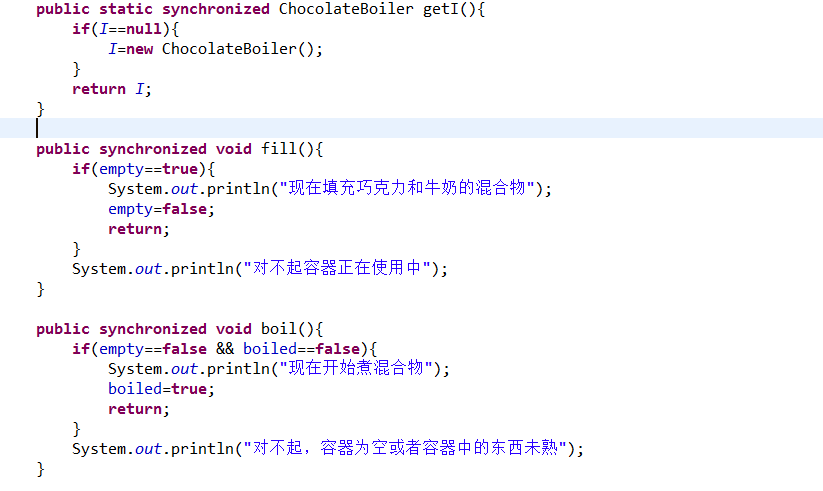 public static synchronized ChocolateBoiler getI(){
if(I==null){
I=new ChocolateBoiler();
}
return I;
}
public synchronized void fill(){
if(empty==true){
System.out.println("现在填充巧克力和牛奶的混合物");
empty=false;
return;
}
System.out.println("对不起容器正在使用中");
}
public synchronized void boil(){
if(empty==false && boiled==false){
System.out.println("现在开始煮混合物");
boiled=true;
return;
}
System.out.println("对不起，容器为空或者容器中的东西未熟");
}